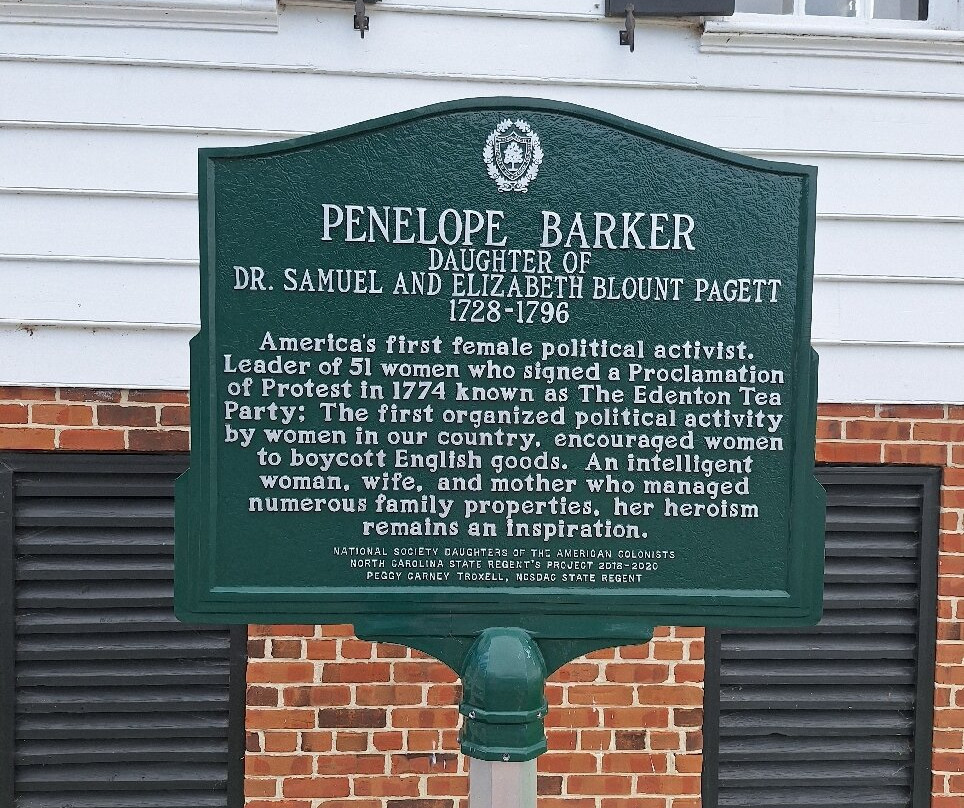 PENELOPE BARKER
DAUGHTER OF
DR. SAMUEL AND ELIZABETH BLOUNT PAGETT
1728-1796
America's first female political activist.
Leader of 51 women who signed a Proclamation
of Protest in 1774 known as The Edenton Tea
Party; The first organized political activity
by women in our country, encouraged women
to boycott English goods. An intelligent
woman, wife, and mother who managed
numerous family properties, her heroism
remains an inspiration.
NATIONAL SOCIETY DAUGHTERS OF THE AMERICAN COLONISTS
NORTH CAROLINA STATE REGENT'S PROJECT 2018-2020
PEGGY CARNEY TROXELL, NCSDAC STATE REGENT